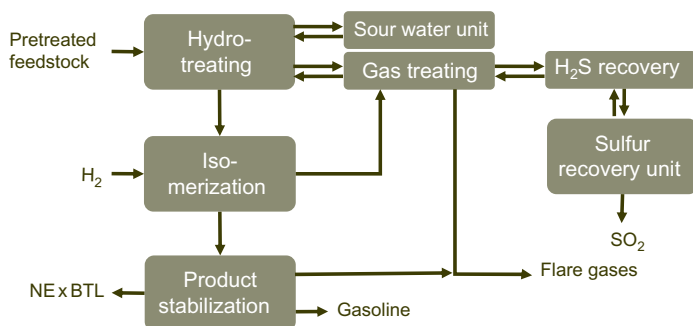 Pretreated
feedstock
Hydro-
treating
Sour water unit
Gas treating
H₂S recovery
H₂
Iso-
merization
Sulfur
recovery unit
SO₂
Product
stabilization
NE x BTL
Gasoline
Flare gases